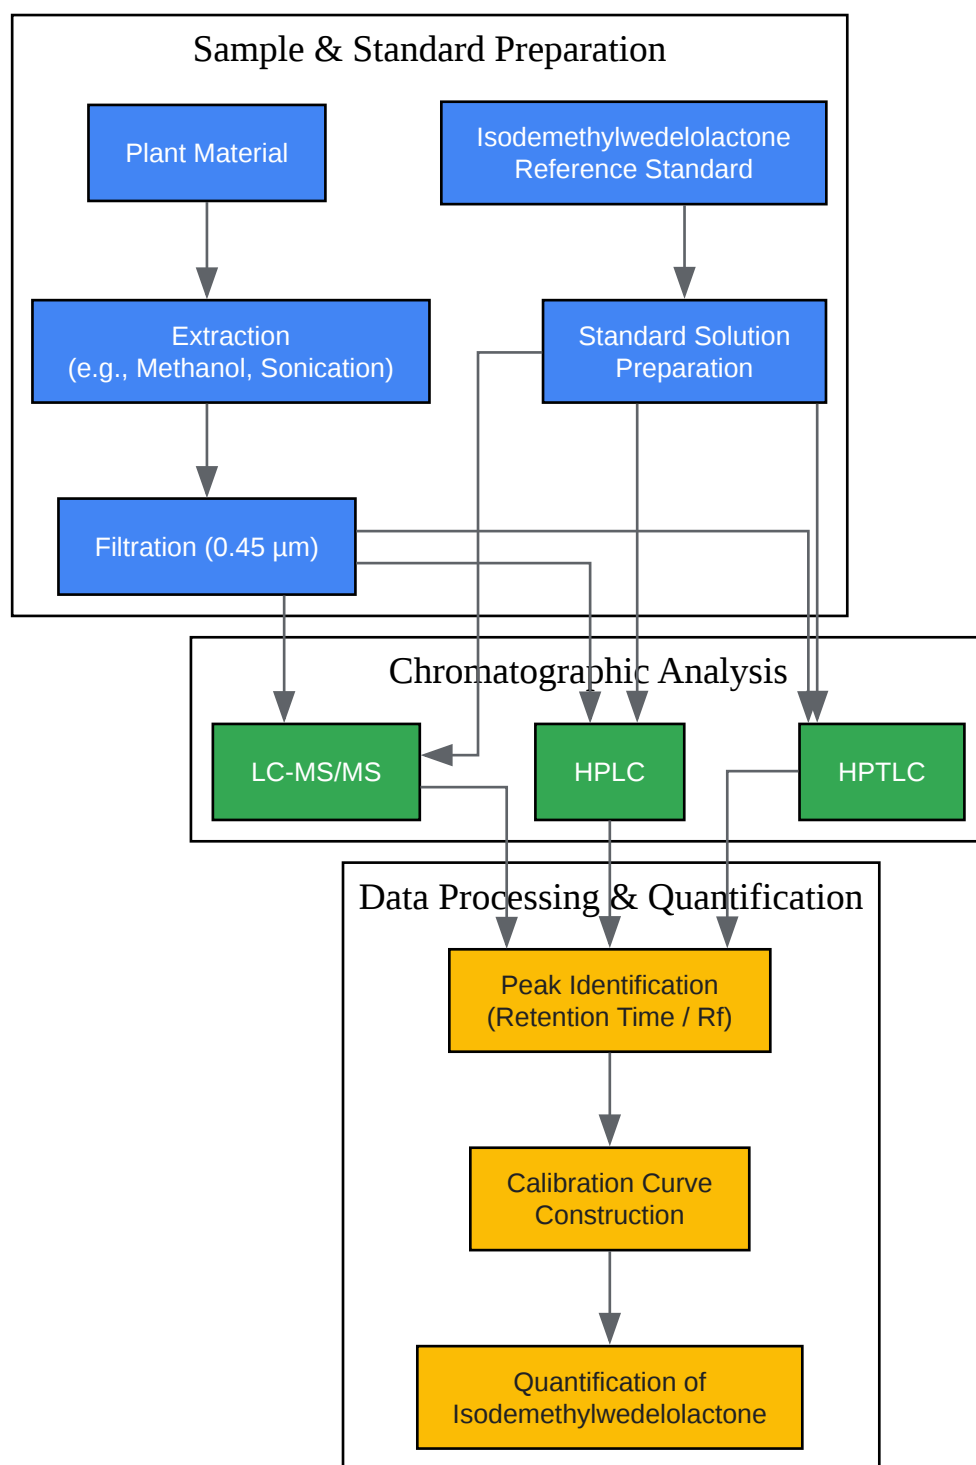 Sample & Standard Preparation
Plant Material
Isodemethylwedelolactone
Reference Standard
Extraction
(e.g., Methanol, Sonication)
Standard Solution
Preparation
Filtration (0.45 µm)
Chromatographic Analysis
LC-MS/MS
HPLC
HPTLC
Data Processing & Quantification
Peak Identification
(Retention Time / Rf)
Calibration Curve
Construction
Quantification of
Isodemethylwedelolactone